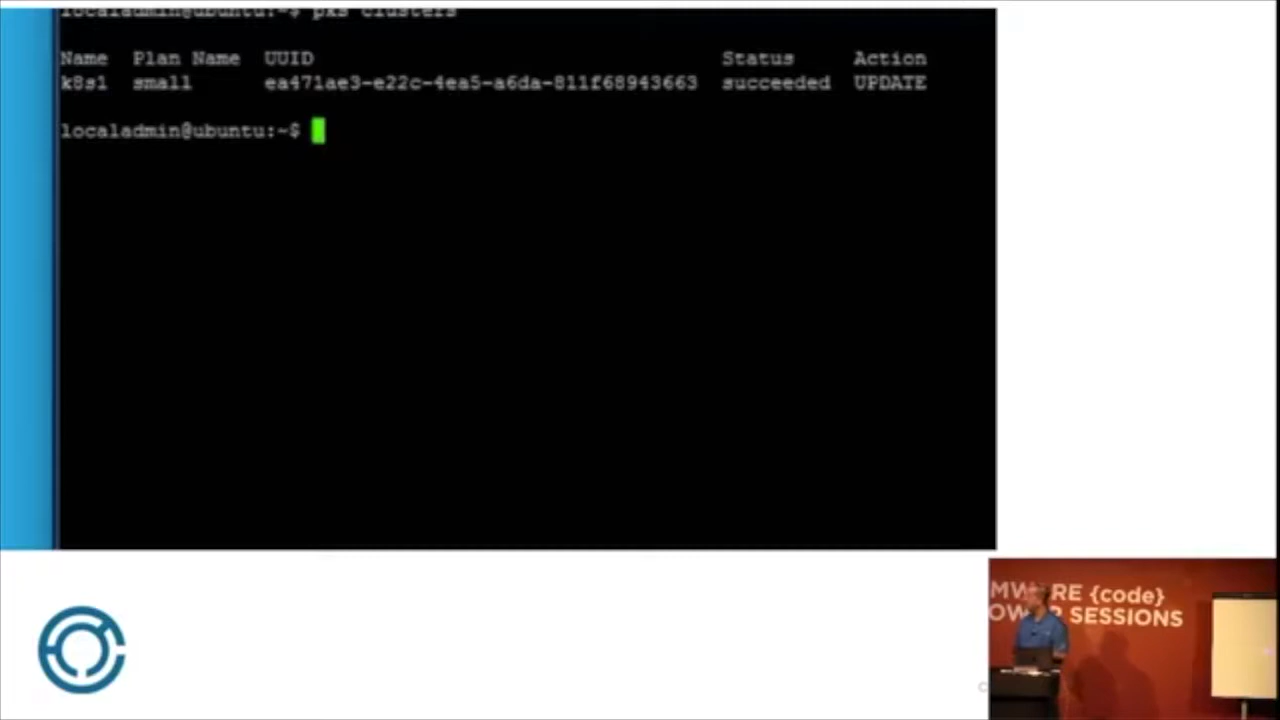 localadmin@ubuntu:~$ pks clusters
Name Plan Name UUID Status Action
k8s1 small ea471ae3-e22c-4ea5-a6da-811f68943663 succeeded UPDATE
localadmin@ubuntu:~$
MWARE {code}
SESSIONS